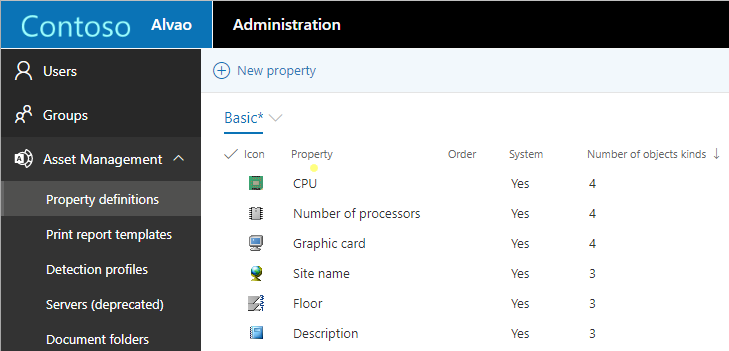 Contoso Alvao Administration
Users
New property
Groups
Basic*
Asset Management
Icon Property Order System Number of objects kinds
CPU Yes 4
Property definitions
Number of processors Yes 4
Print report templates
Graphic card Yes 4
Detection profiles
Site name Yes 3
Servers (deprecated)
Floor Yes 3
Document folders
Description Yes 3